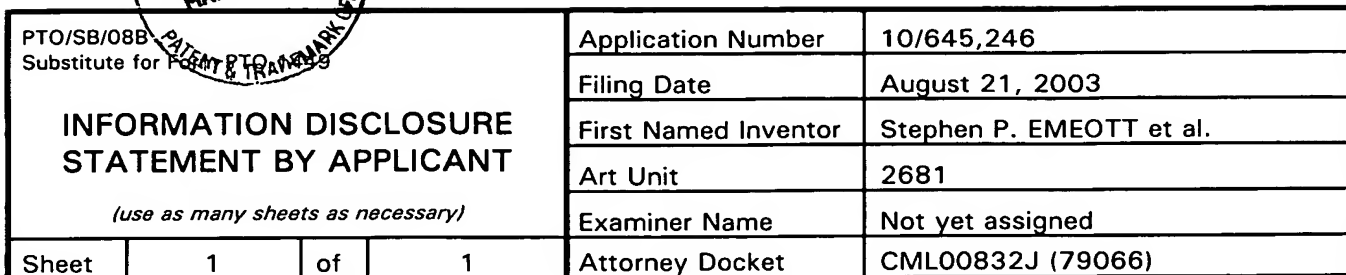 PTO/SB/08B
Substitute for Form PTO
PATENT & TRADEMARK
INFORMATION DISCLOSURE
STATEMENT BY APPLICANT
(use as many sheets as necessary)
Sheet 1 of 1
Application Number 10/645,246
Filing Date August 21, 2003
First Named Inventor Stephen P. EMEOTT et al.
Art Unit 2681
Examiner Name Not yet assigned
Attorney Docket CML00832J (79066)